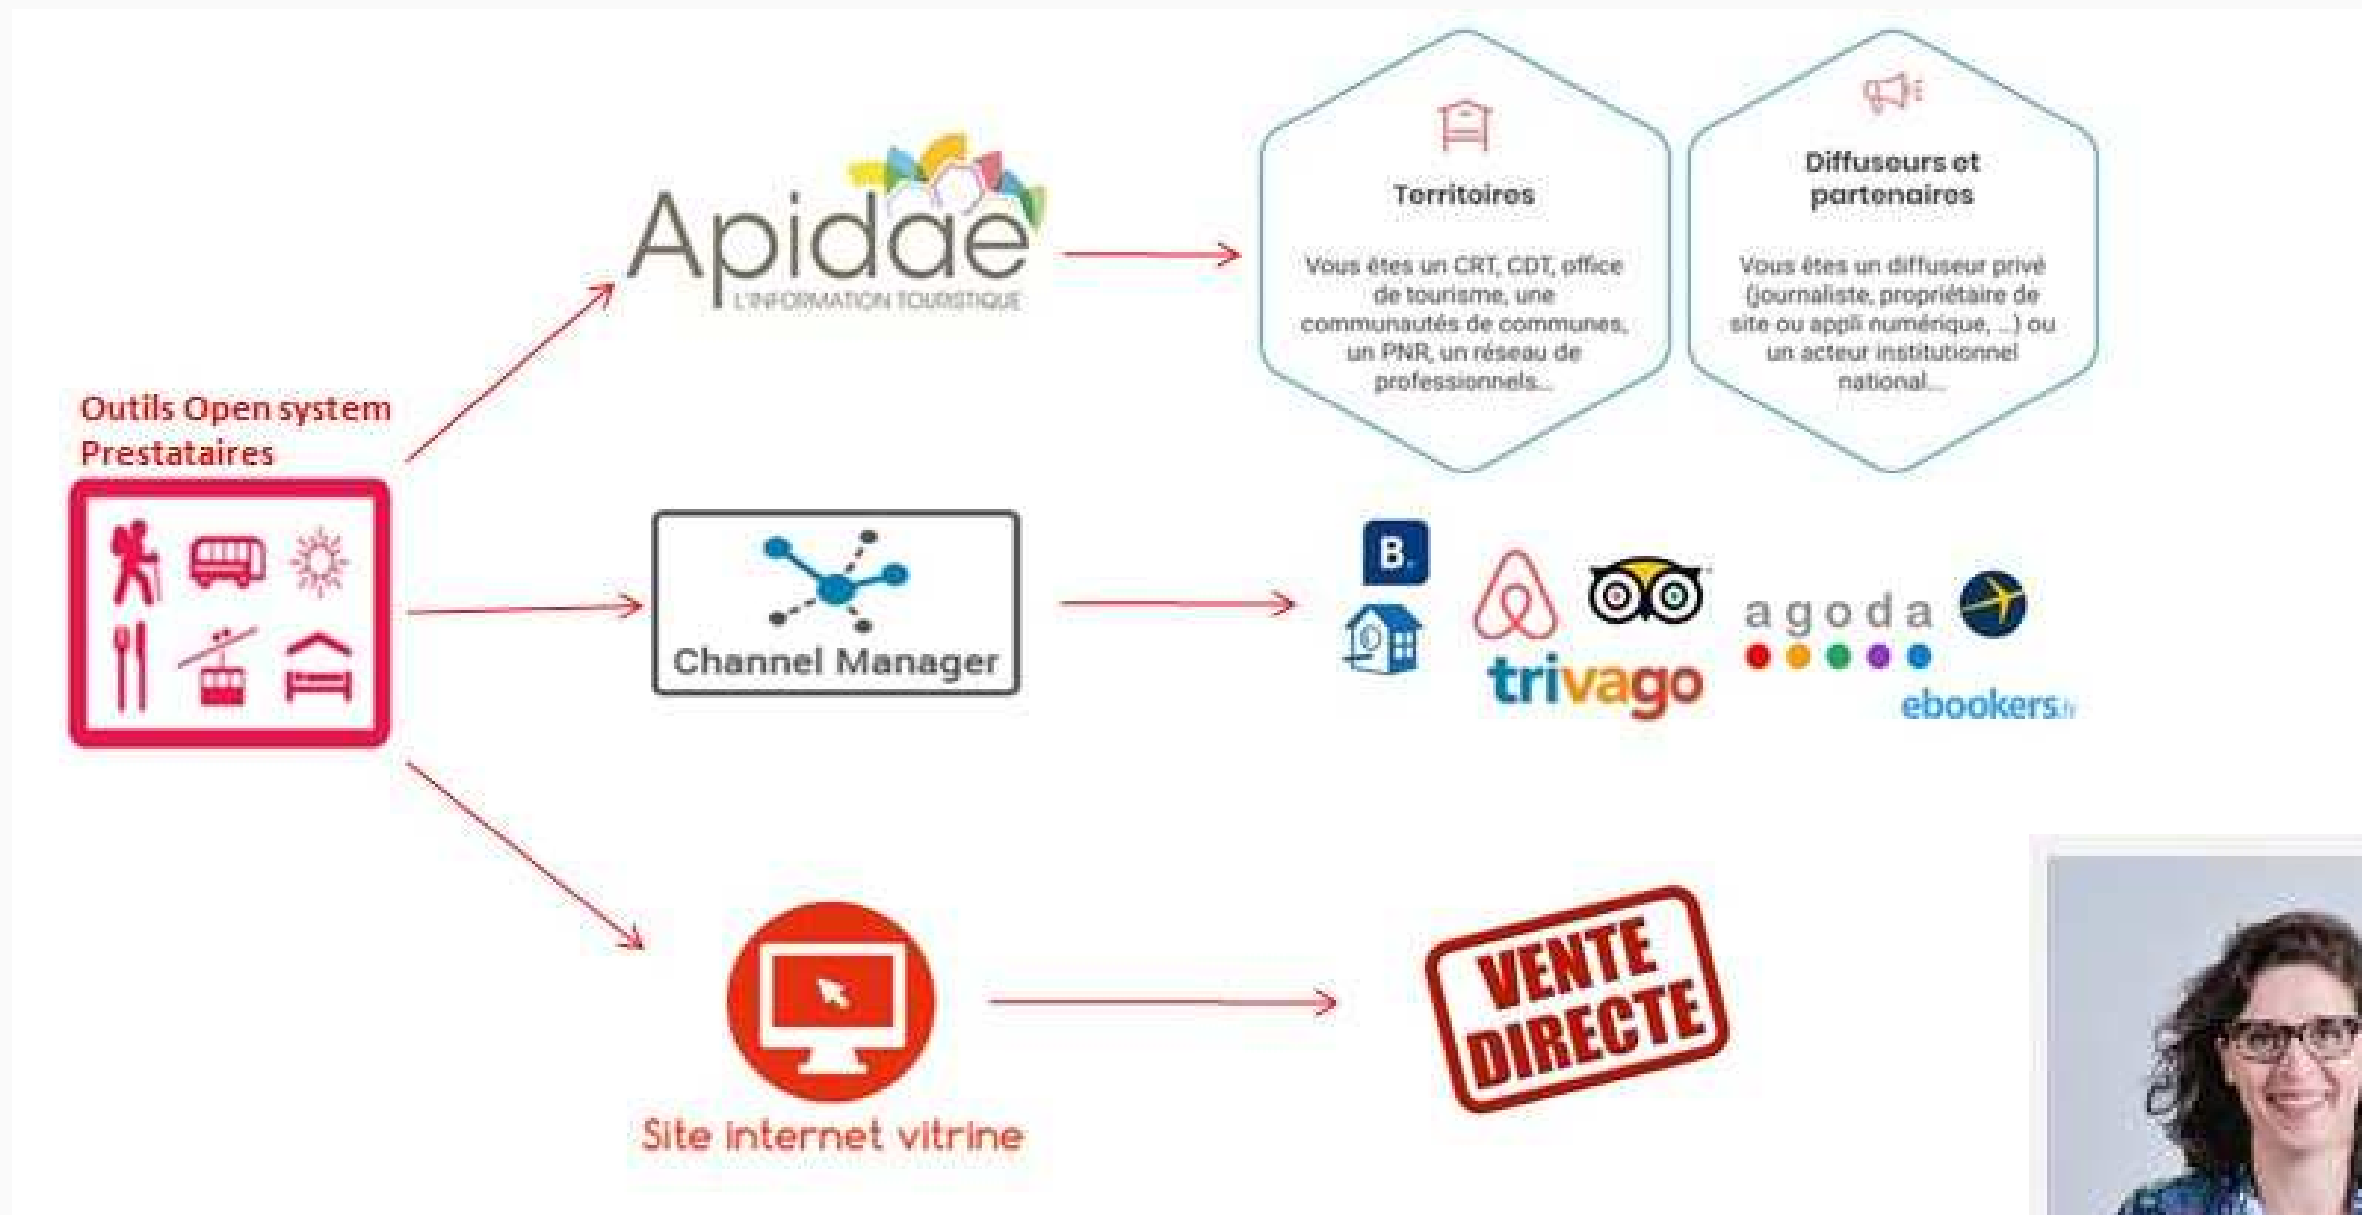 Outils Open system
Prestataires
Apidae
L'INFORMATION TOURISTIQUE
Territoires
Vous êtes un CRT, CDT, office
de tourisme, une
communautés de communes,
un PNR, un réseau de
professionnels...
Diffuseurs et
partenaires
Vous êtes un diffuseur privé
(journaliste, propriétaire de
site ou appli numérique, ...) ou
un acteur institutionnel
national...
Channel Manager
B.
agoda
trivago
ebookers.fr
Site internet vitrine
VENTE
DIRECTE